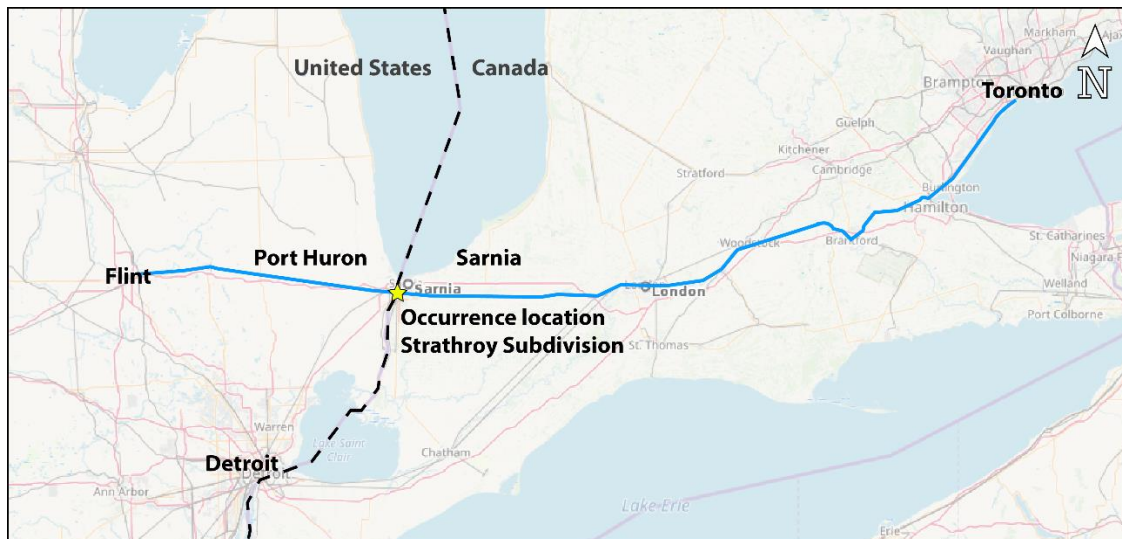 Markham
Ajax
Vaughan
United States
Canada
Brampton
Toronto
N
Guelph
Kitchener
Cambridge
Stratford
Burlington
Hamilton
St. Catharines
Woodstock
Brantford
Niagara F
Port Huron
Sarnia
Flint
Sarnia
London
Welland
Port Colborne
Occurrence location
Strathroy Subdivision
St. Thomas
Warren
Lake Saint
Clair
Chatham
Detroit
Detroit
Ann Arbor
Lake Erie
Erie